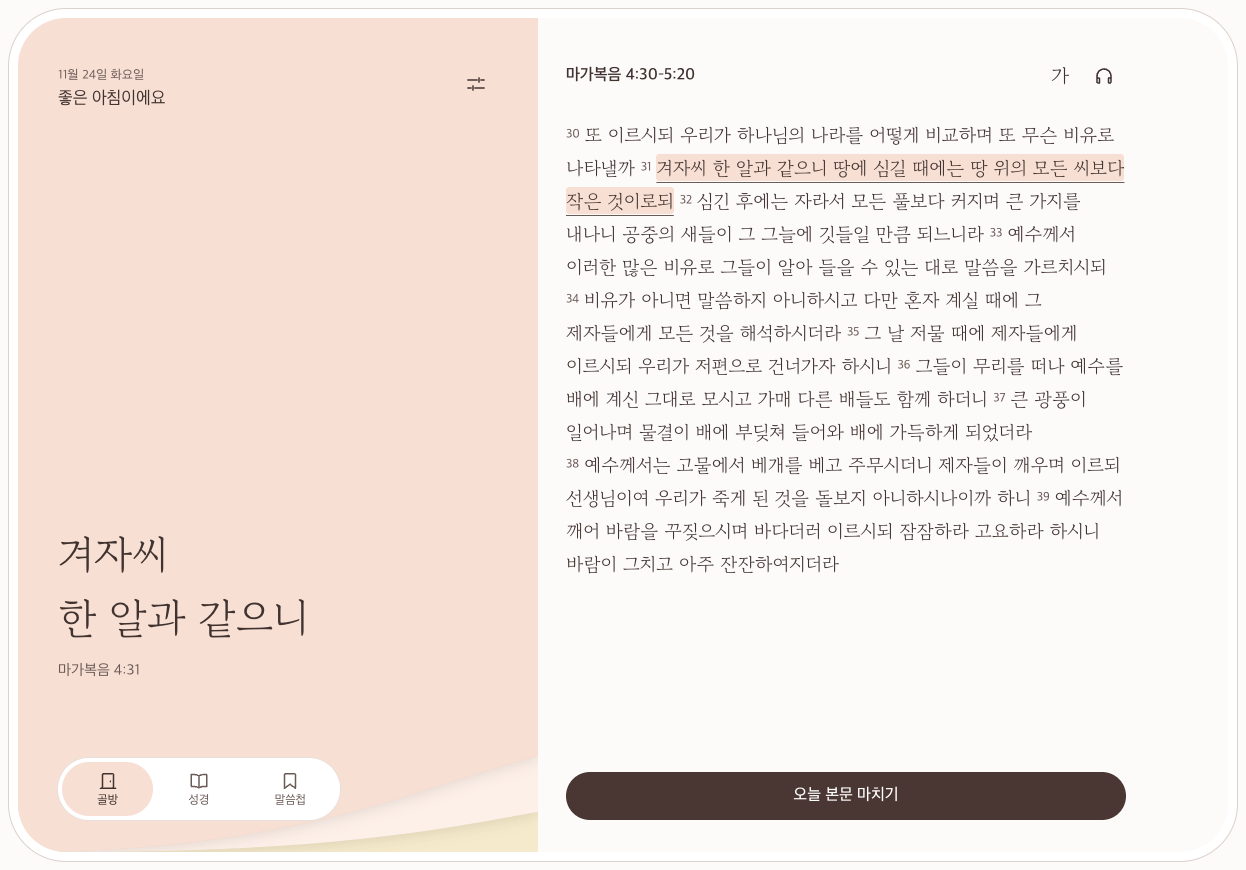 11월 24일 화요일
좋은 아침이에요
겨자씨
한 알과 같으니
마가복음 4:31
골방
성경
말씀첩
마가복음 4:30-5:20
가
30 또 이르시되 우리가 하나님의 나라를 어떻게 비교하며 또 무슨 비유로
나타낼까 31 겨자씨 한 알과 같으니 땅에 심길 때에는 땅 위의 모든 씨보다
작은 것이로되 32 심긴 후에는 자라서 모든 풀보다 커지며 큰 가지를
내나니 공중의 새들이 그 그늘에 깃들일 만큼 되느니라 33 예수께서
이러한 많은 비유로 그들이 알아 들을 수 있는 대로 말씀을 가르치시되
34 비유가 아니면 말씀하지 아니하시고 다만 혼자 계실 때에 그
제자들에게 모든 것을 해석하시더라 35 그 날 저물 때에 제자들에게
이르시되 우리가 저편으로 건너가자 하시니 36 그들이 무리를 떠나 예수를
배에 계신 그대로 모시고 가매 다른 배들도 함께 하더니 37 큰 광풍이
일어나며 물결이 배에 부딪쳐 들어와 배에 가득하게 되었더라
38 예수께서는 고물에서 베개를 베고 주무시더니 제자들이 깨우며 이르되
선생님이여 우리가 죽게 된 것을 돌보지 아니하시나이까 하니 39 예수께서
깨어 바람을 꾸짖으시며 바다더러 이르시되 잠잠하라 고요하라 하시니
바람이 그치고 아주 잔잔하여지더라
오늘 본문 마치기